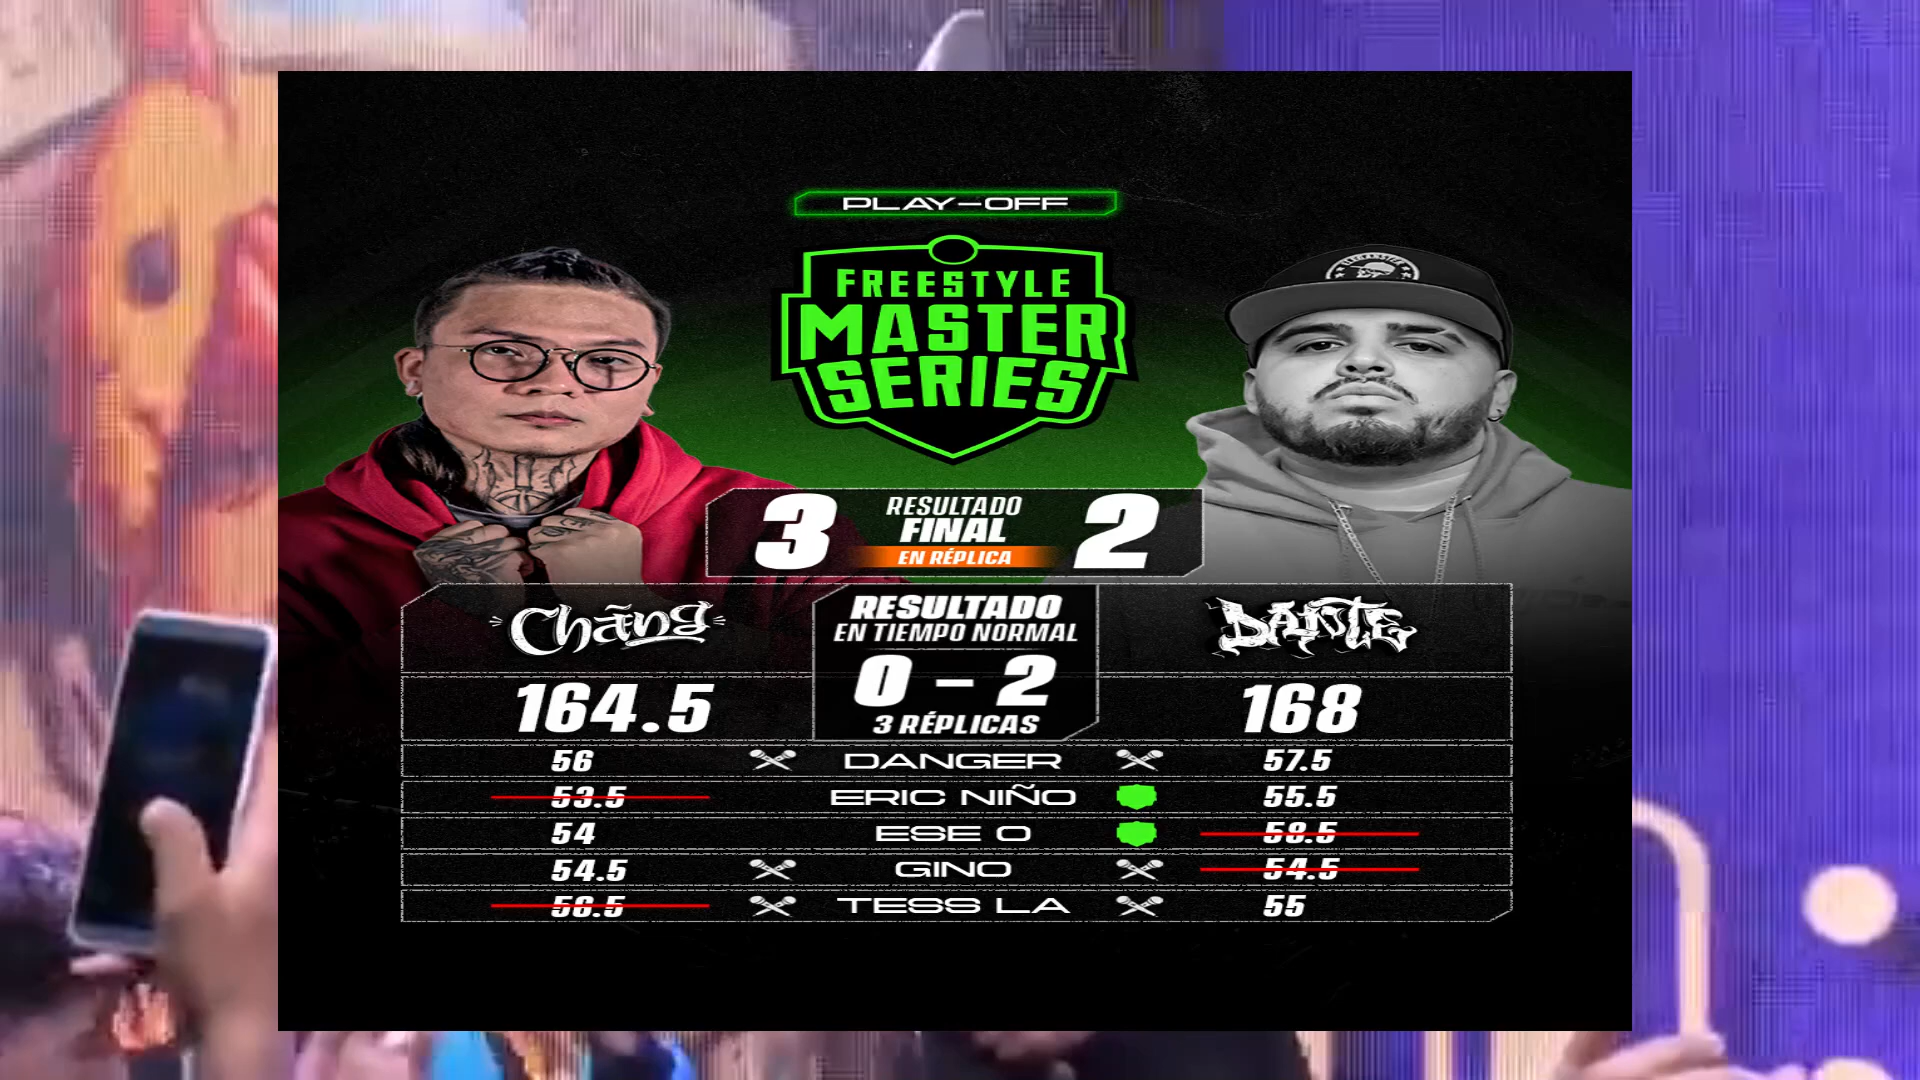 PLAY-OFF
FREESTYLE
MASTER
SERIES
3 RESULTADO FINAL EN RÉPLICA 2
Chāng
RESULTADO
EN TIEMPO NORMAL
0 - 2
3 RÉPLICAS
DANTE
164.5 168
56 DANGER 57.5
53.5 ERIC NIÑO 55.5
54 ESE O 58.5
54.5 GINO 54.5
56.5 TESS LA 55